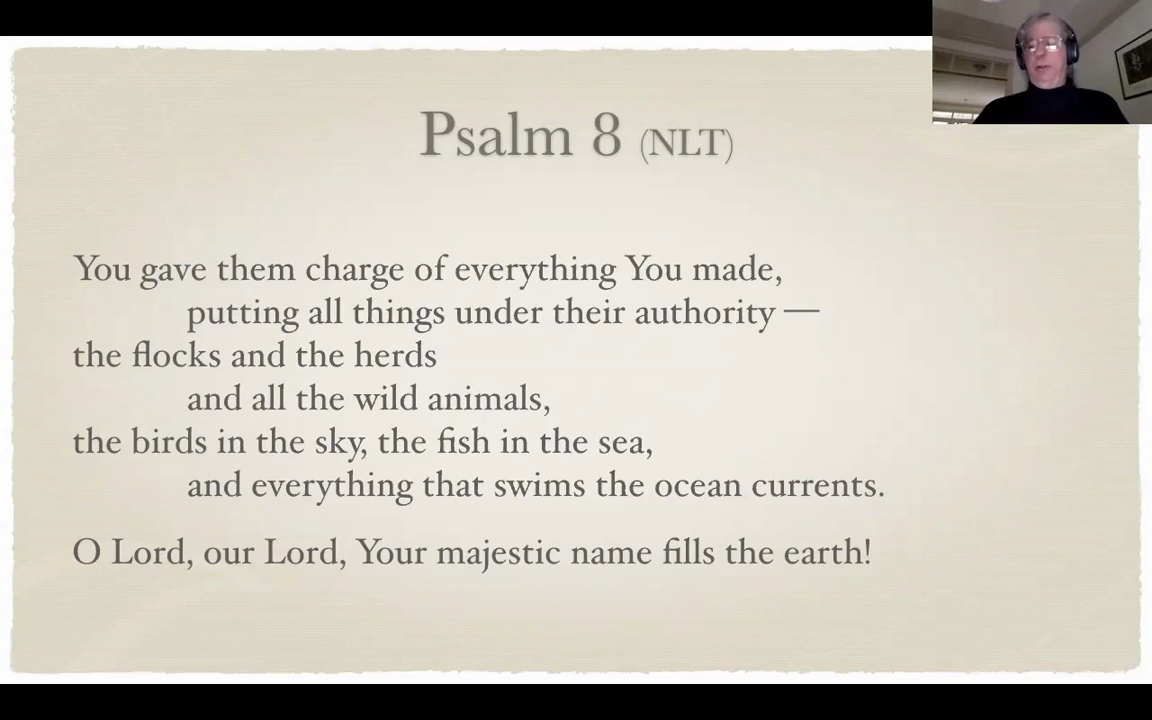 Psalm 8 (NLT)
You gave them charge of everything You made,
putting all things under their authority —
the flocks and the herds
and all the wild animals,
the birds in the sky, the fish in the sea,
and everything that swims the ocean currents.
O Lord, our Lord, Your majestic name fills the earth!